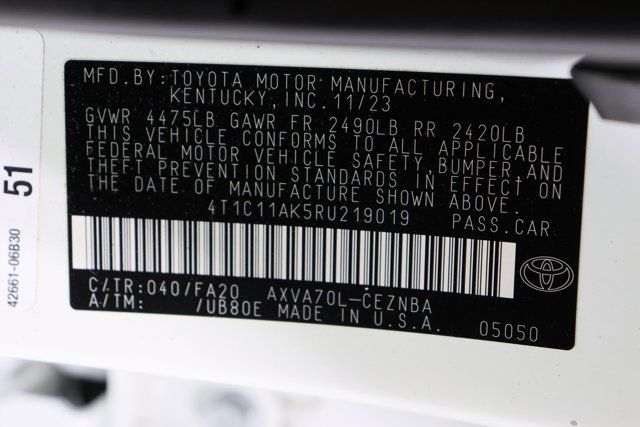 MFD.BY:TOYOTA MOTOR MANUFACTURING,
KENTUCKY,INC.11/23
GVWR 4475LB GAWR FR 2490LB RR 2420LB
THIS VEHICLE CONFORMS TO ALL APPLICABLE
FEDERAL MOTOR VEHICLE SAFETY,BUMPER,AND
THEFT PREVENTION STANDARDS IN EFFECT ON
THE DATE OF MANUFACTURE SHOWN ABOVE.
4T1C11AK5RU219019 PASS.CAR
C/TR:040/FA20 AXVA70L-CEZNBA
A/TM: /UB80E MADE IN U.S.A. 05050
51
42661-06B30